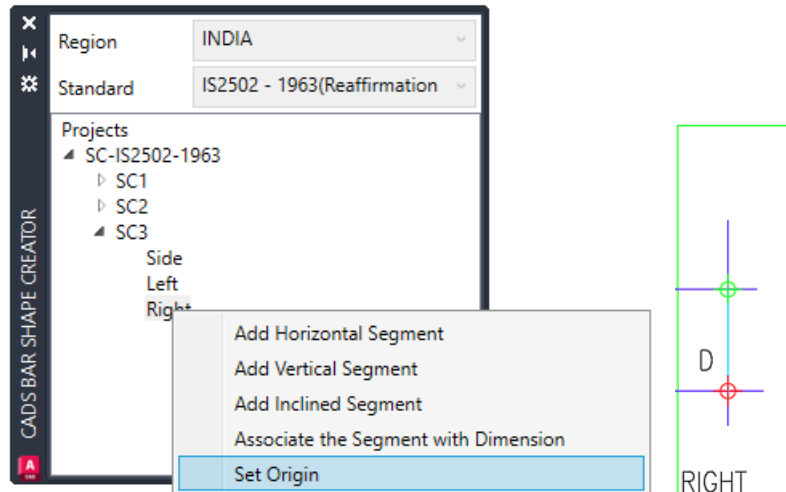 Region INDIA
Standard IS2502 - 1963(Reaffirmation
Projects
SC-IS2502-1963
SC1
SC2
SC3
Side
Left
Right
Add Horizontal Segment
Add Vertical Segment
Add Inclined Segment
Associate the Segment with Dimension
Set Origin
CADS BAR SHAPE CREATOR
A
CAD
D
RIGHT